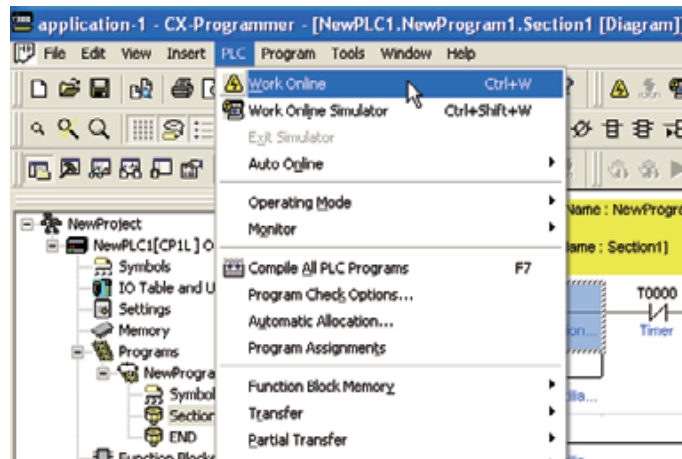 application-1 - CX-Programmer - [NewPLC1.NewProgram1.Section1 [Diagram]]
File Edit View Insert PLC Program Tools Window Help
Work Online Ctrl+W
Work Online Simulator Ctrl+Shift+W
Exit Simulator
Auto Online
Operating Mode
Monitor
Compile All PLC Programs F7
Program Check Options...
Automatic Allocation...
Program Assignments
Function Block Memory
Transfer
Partial Transfer
NewProject
NewPLC1[CP1L] O
Symbols
IO Table and U
Settings
Memory
Programs
NewProgra
Symbol
Section
END
Function Blocks
Name : NewProgra
ame : Section1]
T0000
Timer